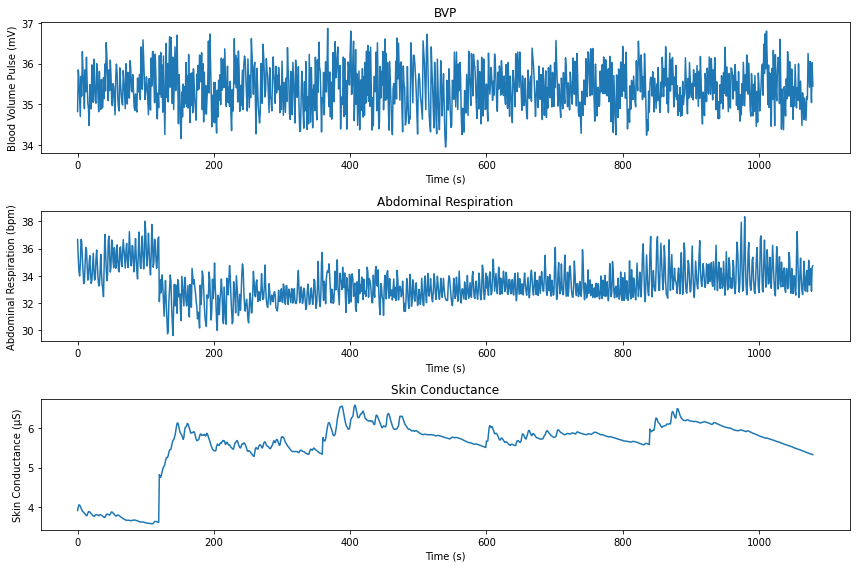 BVP
Blood Volume Pulse (mV)
37
36
35
34
0 200 400 600 800 1000
Time (s)
Abdominal Respiration
Abdominal Respiration (bpm)
38
36
34
32
30
0 200 400 600 800 1000
Time (s)
Skin Conductance
Skin Conductance (μS)
6
5
4
0 200 400 600 800 1000
Time (s)